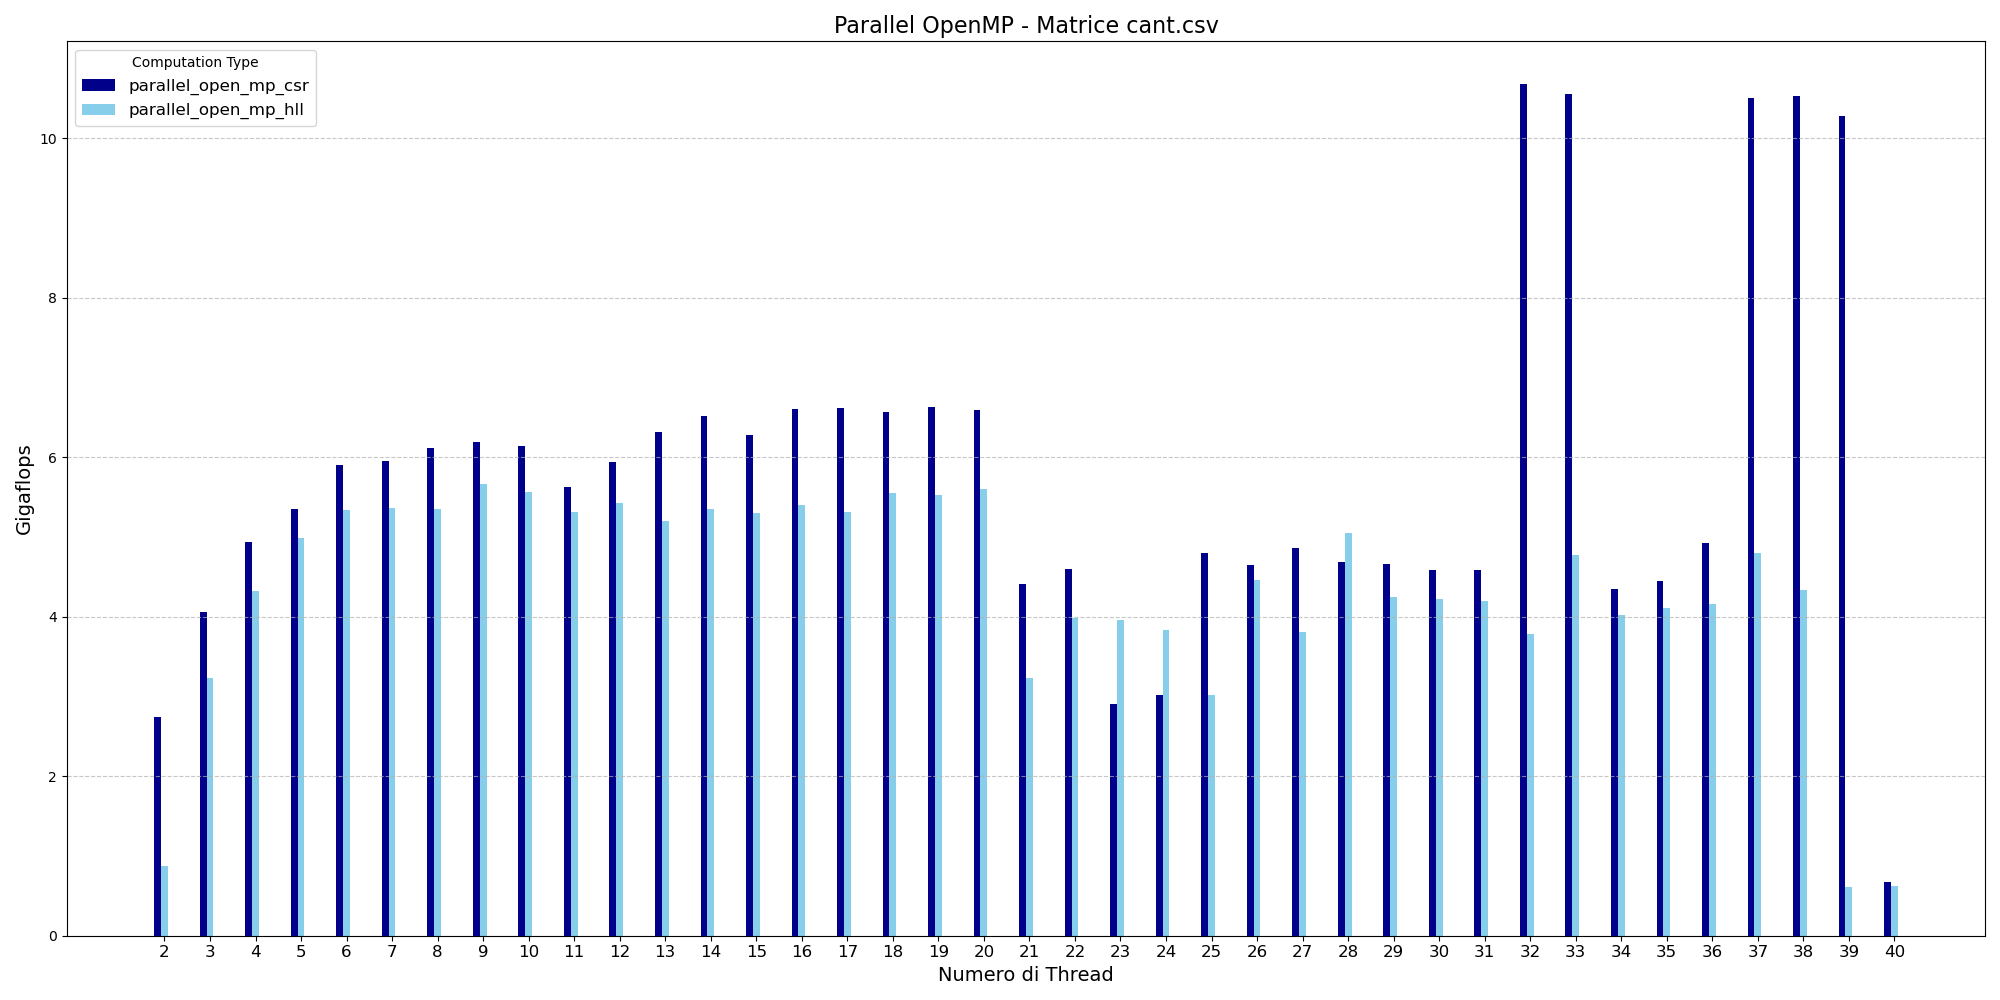 Parallel OpenMP - Matrice cant.csv
Computation Type
parallel_open_mp_csr
parallel_open_mp_hll
10
8
6
4
2
0
Gigaflops
2 3 4 5 6 7 8 9 10 11 12 13 14 15 16 17 18 19 20 21 22 23 24 25 26 27 28 29 30 31 32 33 34 35 36 37 38 39 40
Numero di Thread